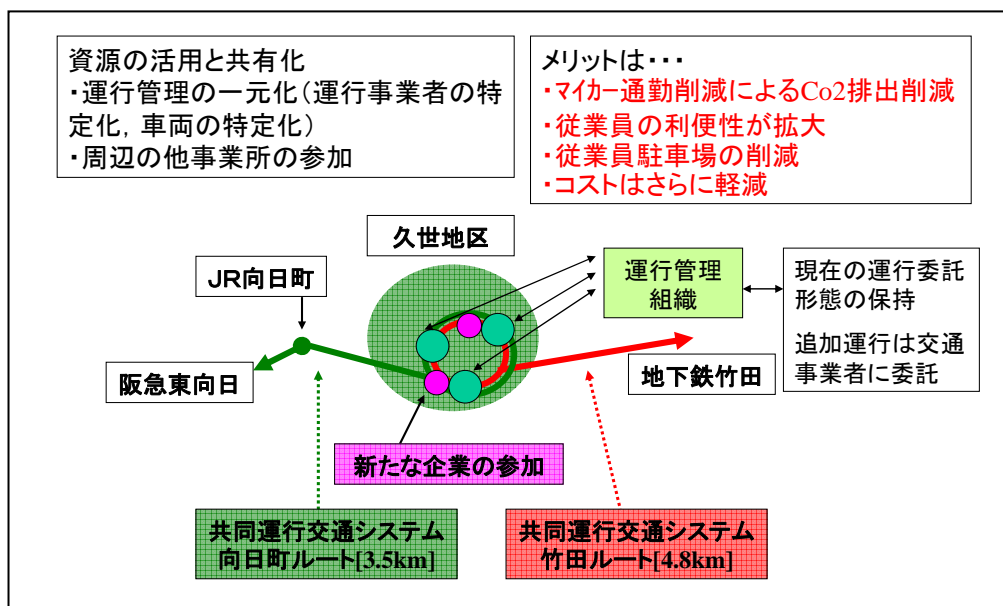 資源の活用と共有化
・運行管理の一元化（運行事業者の特
定化，車両の特定化）
・周辺の他事業所の参加
メリットは・・・
・マイカー通勤削減によるCo2排出削減
・従業員の利便性が拡大
・従業員駐車場の削減
・コストはさらに軽減
久世地区
JR向日町
運行管理
組織
現在の運行委託
形態の保持
追加運行は交通
事業者に委託
阪急東向日
地下鉄竹田
新たな企業の参加
共同運行交通システム
向日町ルート[3.5km]
共同運行交通システム
竹田ルート[4.8km]